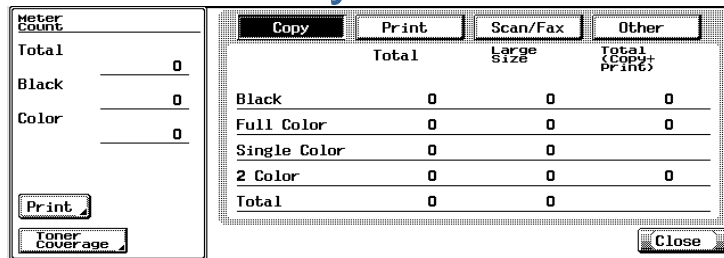 Meter
Count
Total
0
Black
0
Color
0
Print
Toner
Coverage
Copy Print Scan/Fax Other
Total Large Size Total (Copy+ Print)
Black 0 0 0
Full Color 0 0 0
Single Color 0 0
2 Color 0 0 0
Total 0 0
Close